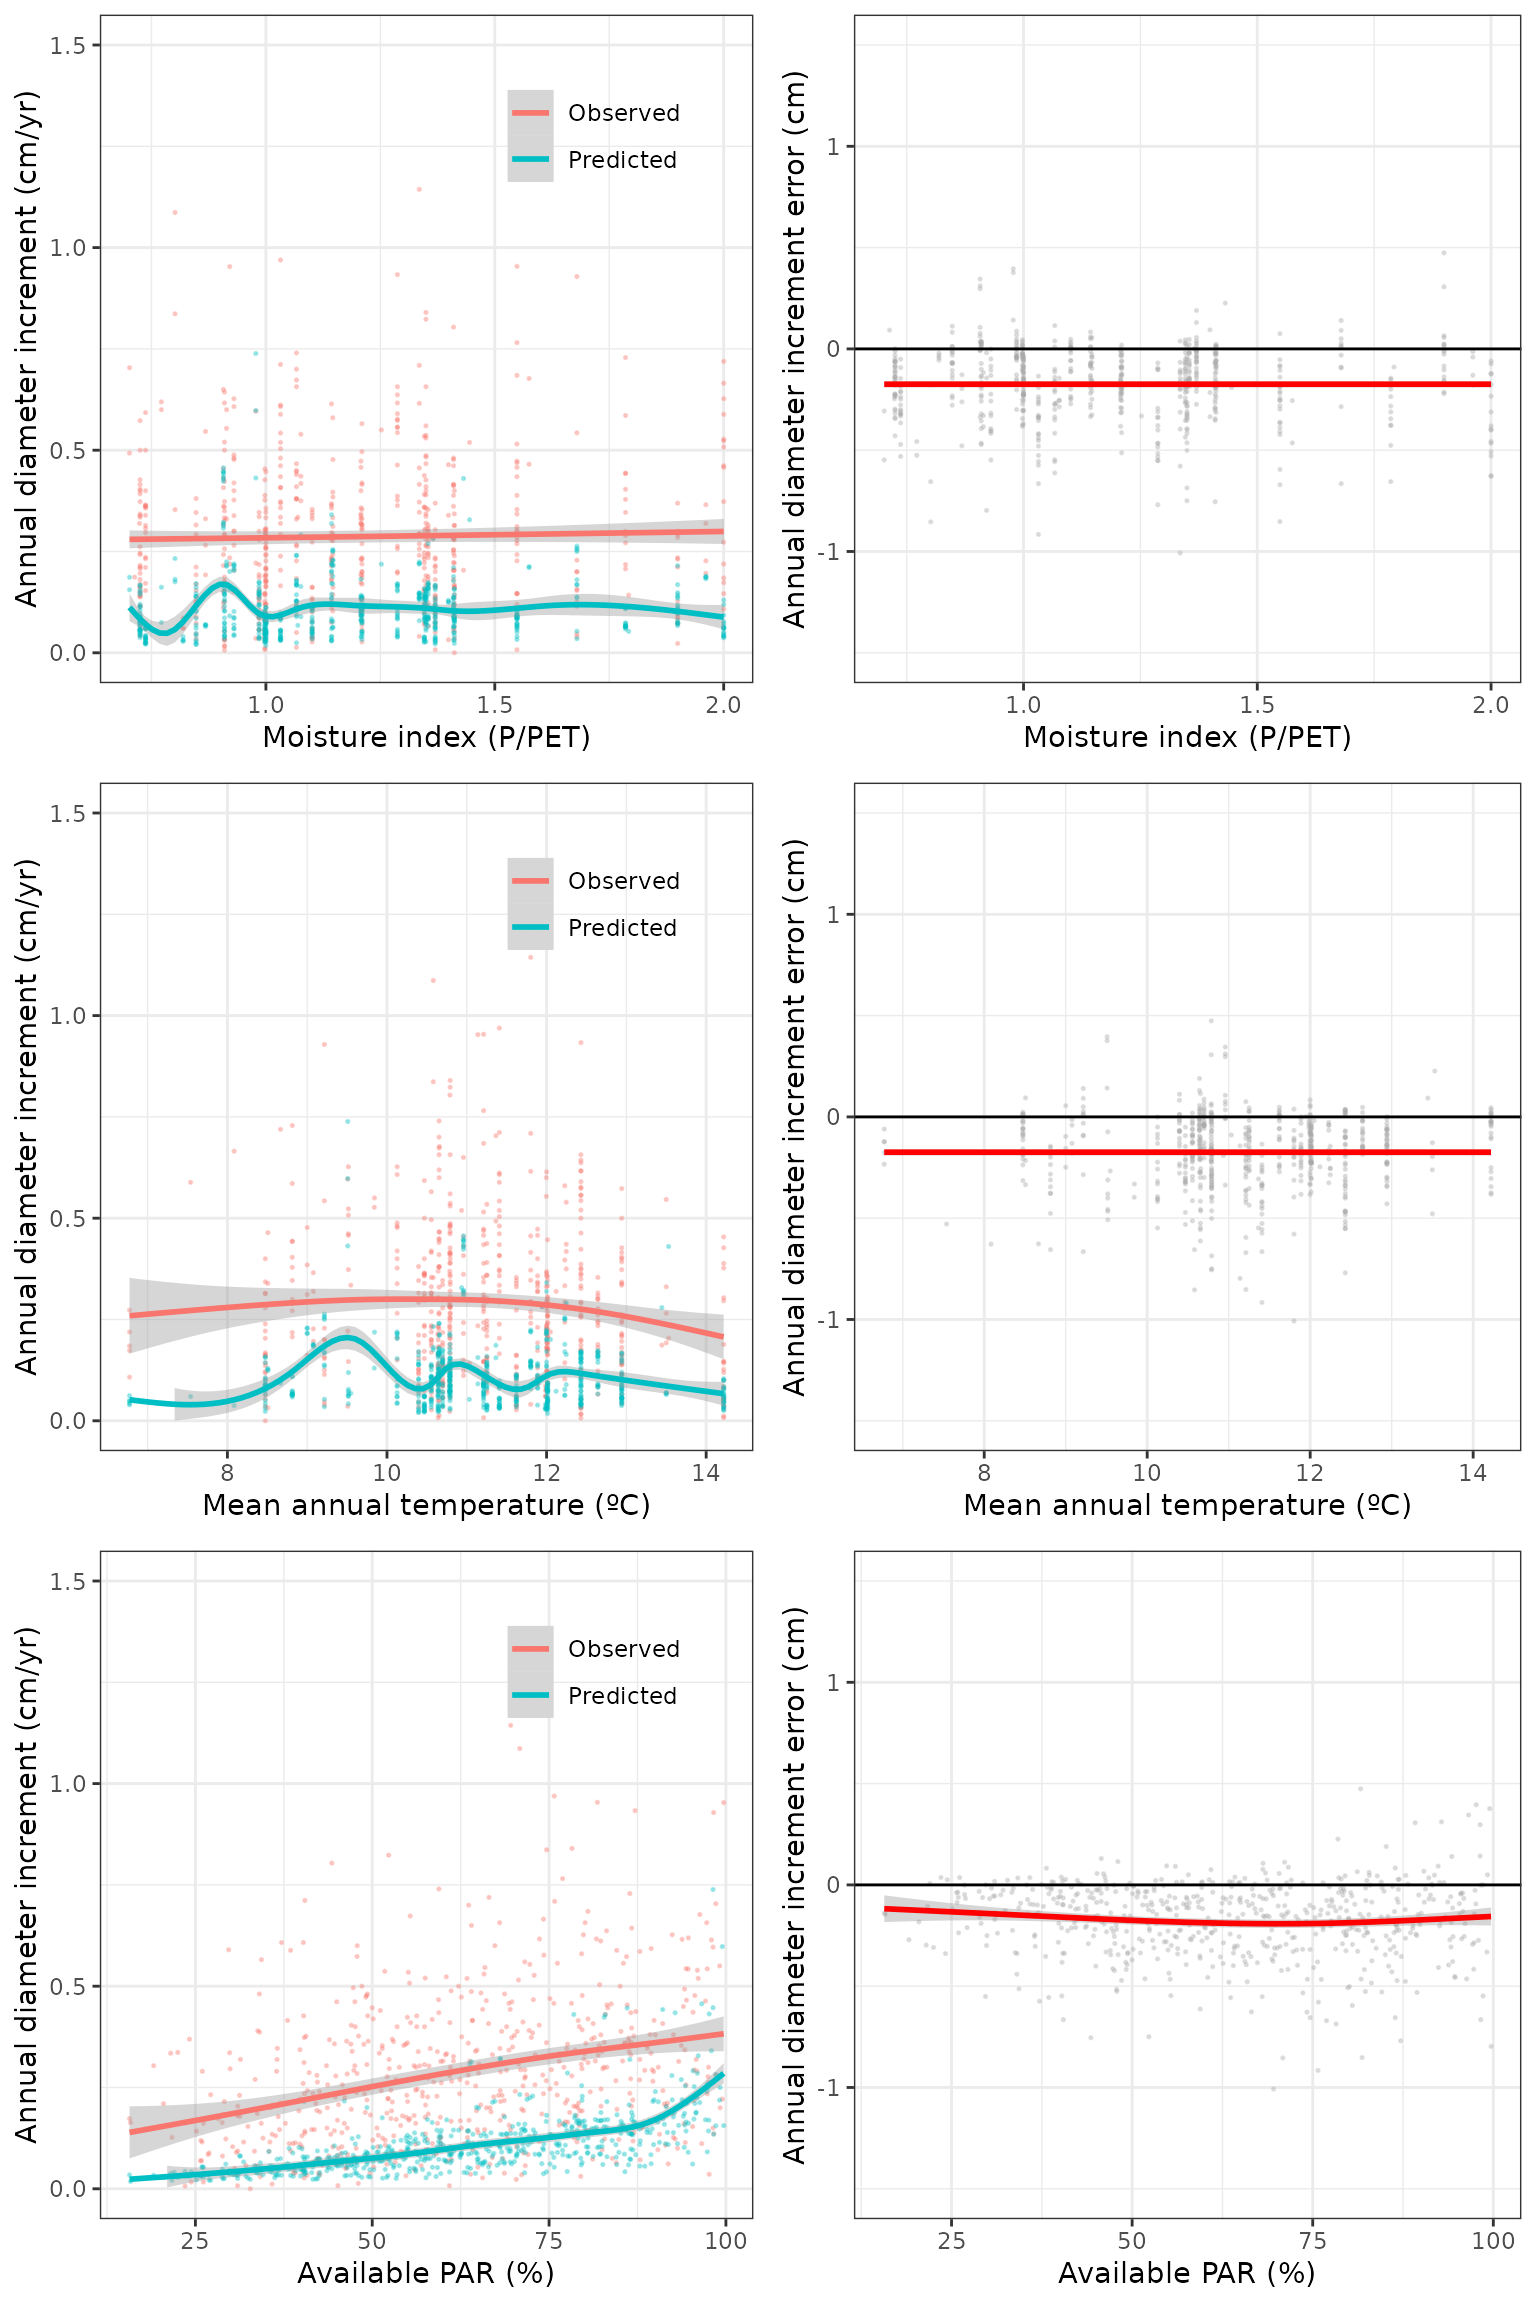 Annual diameter increment (cm/yr)
1.5
1.0
0.5
0.0
Observed
Predicted
1.0 1.5 2.0
Moisture index (P/PET)
Annual diameter increment error (cm)
1
0
-1
1.0 1.5 2.0
Moisture index (P/PET)
Annual diameter increment (cm/yr)
1.5
1.0
0.5
0.0
Observed
Predicted
8 10 12 14
Mean annual temperature (ºC)
Annual diameter increment error (cm)
1
0
-1
8 10 12 14
Mean annual temperature (ºC)
Annual diameter increment (cm/yr)
1.5
1.0
0.5
0.0
Observed
Predicted
25 50 75 100
Available PAR (%)
Annual diameter increment error (cm)
1
0
-1
25 50 75 100
Available PAR (%)